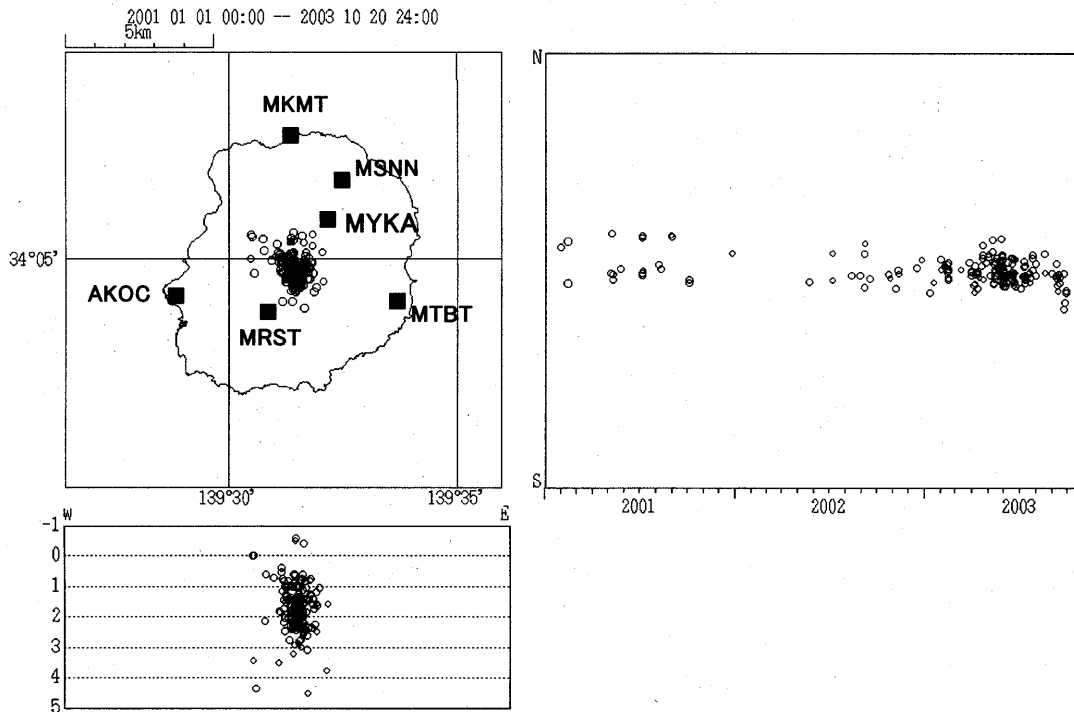 2001 01 01 00:00 -- 2003 10 20 24:00
5km
N
MKMT
MSNN
MYKA
34°05'
AKOC
MTBT
MRST
S
139°30' 139°35'
2001 2002 2003
W E
-1
0
1
2
3
4
5